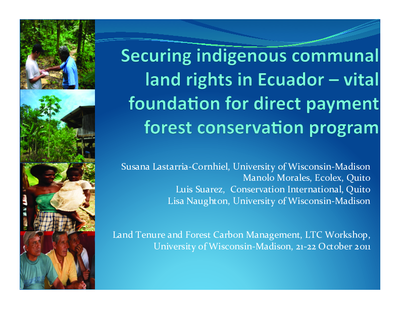 Securing indigenous communal
land rights in Ecuador – vital
foundation for direct payment
forest conservation program
Susana Lastarria-Cornhiel, University of Wisconsin-Madison
Manolo Morales, Ecolex, Quito
Luis Suarez, Conservation International, Quito
Lisa Naughton, University of Wisconsin-Madison
Land Tenure and Forest Carbon Management, LTC Workshop,
University of Wisconsin-Madison, 21-22 October 2011